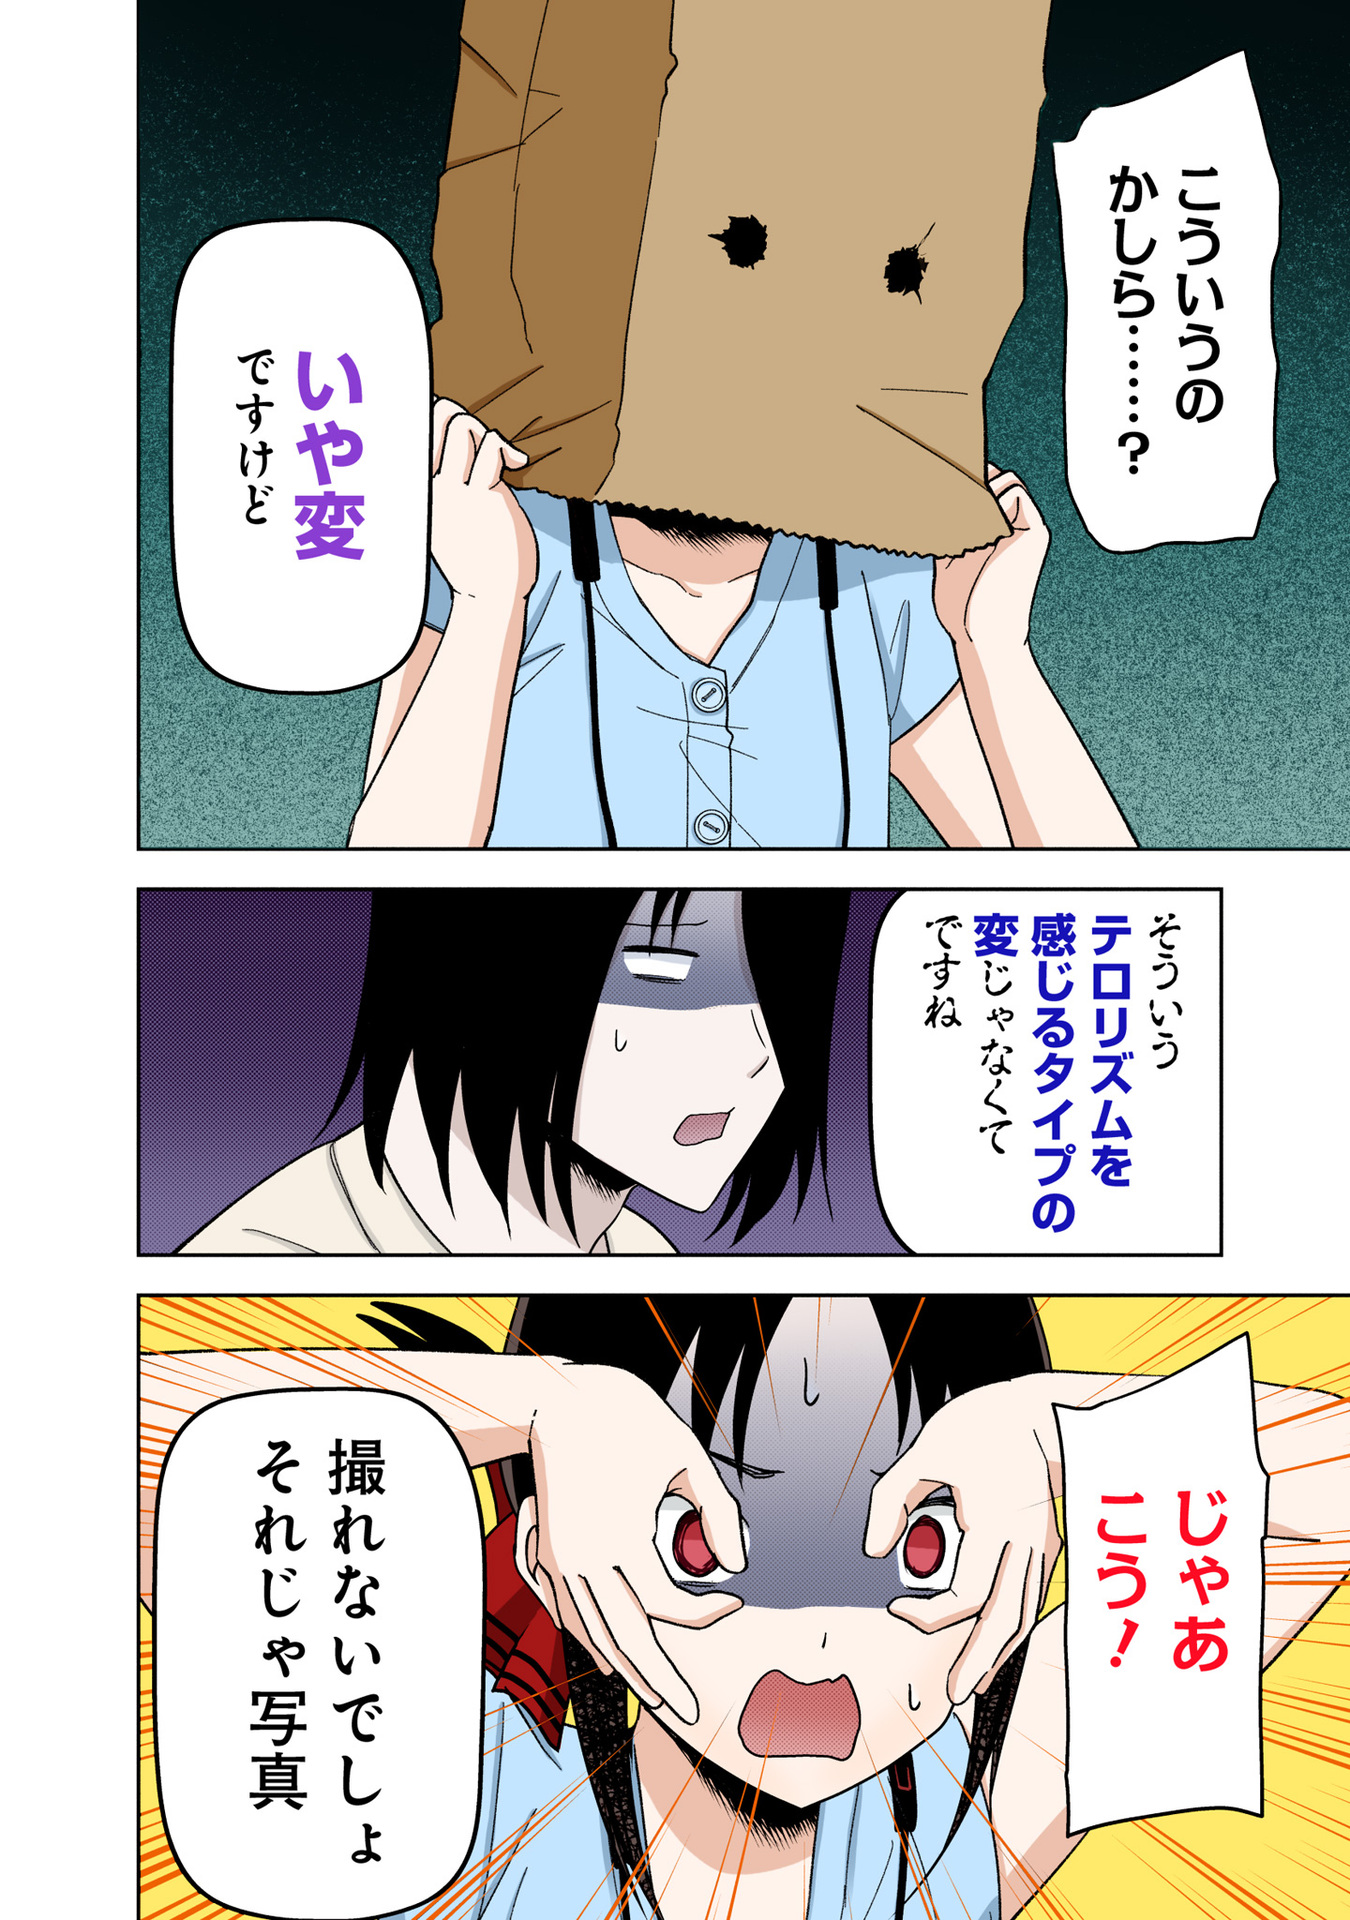 こういうの
かしら……？
いや変
ですけど
そういう
テロリズムを
感じるタイプの
変じゃなくて
ですね
じゃあ
こう！
撮れないでしょ
それじゃ写真